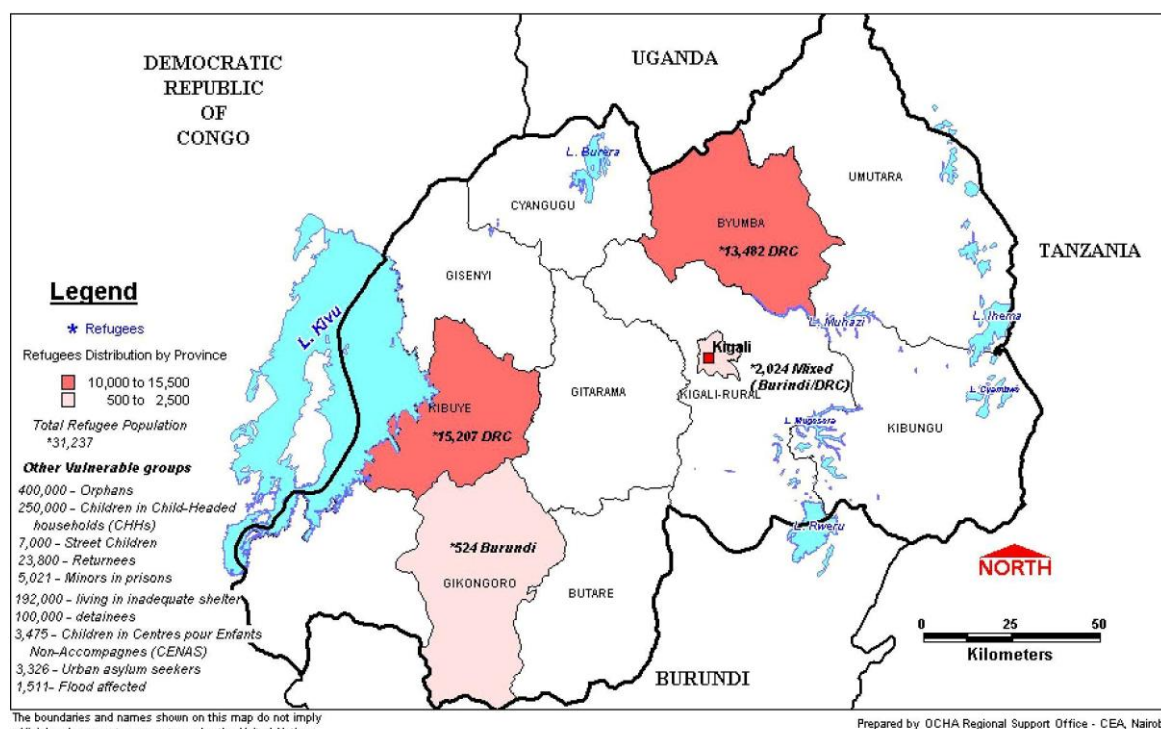 DEMOCRATIC
REPUBLIC
OF
CONGO
UGANDA
TANZANIA
BURUNDI
L. Burera
CYANGUGU
UMUTARA
BYUMBA
*13,482 DRC
GISENYI
L. Kivu
L. Muhazi
L. Ihema
Kigali
*2,024 Mixed
(Burindi/DRC)
KIGALI-RURAL
GITARAMA
KIBUYE
*15,207 DRC
L. Mugesera
KIBUNGU
L. Rweru
*524 Burundi
GIKONGORO
BUTARE
NORTH
0 25 50
Kilometers
Legend
* Refugees
Refugees Distribution by Province
10,000 to 15,500
500 to 2,500
Total Refugee Population
*31,237
Other Vulnerable groups
400,000 - Orphans
250,000 - Children in Child-Headed
households (CHHs)
7,000 - Street Children
23,800 - Returnees
5,021 - Minors in prisons
192,000 - living in inadequate shelter
100,000 - detainees
3,475 - Children in Centres pour Enfants
Non-Accompagnes (CENAS)
3,326 - Urban asylum seekers
1,511 - Flood affected
The boundaries and names shown on this map do not imply
Prepared by OCHA Regional Support Office - CEA, Nairob